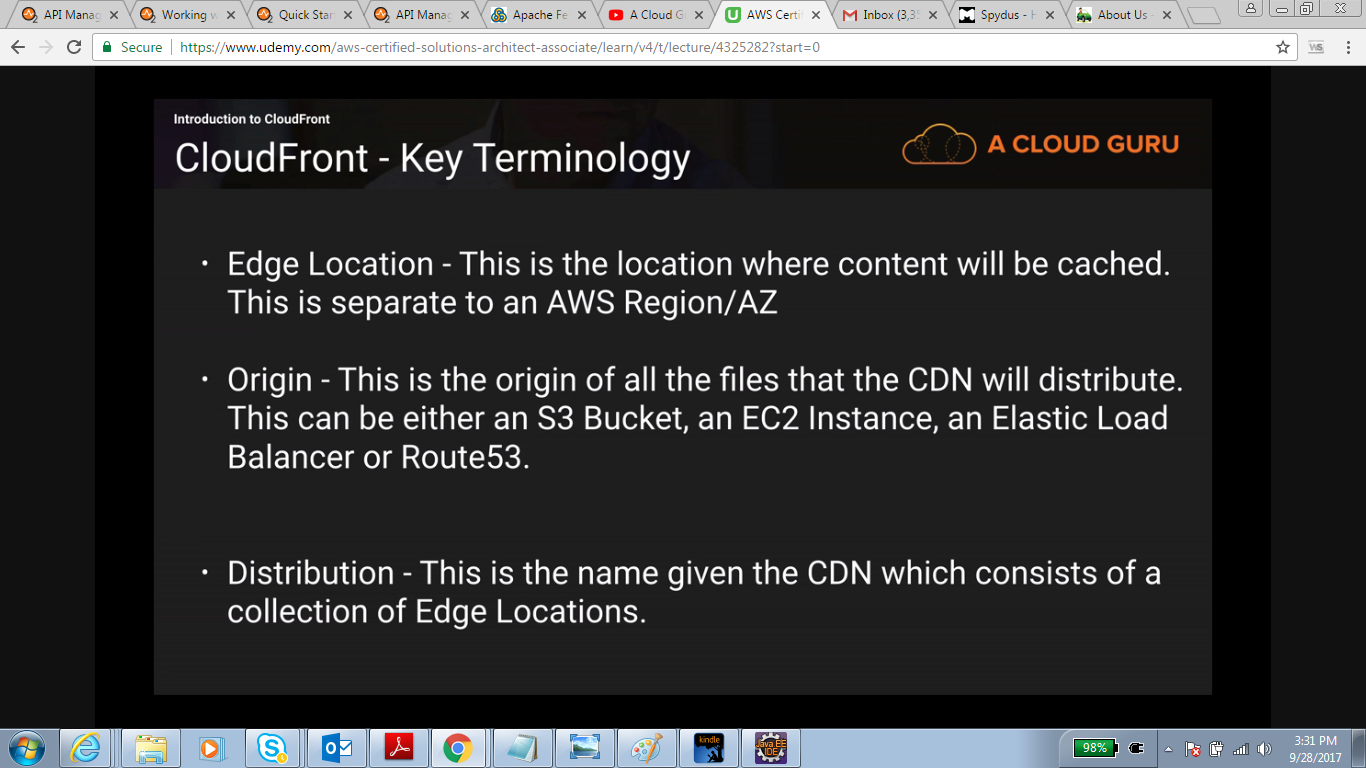 API Manag
Working w
Quick Star
API Manag
Apache Fe
A Cloud G
AWS Certi
Inbox (3,3
Spydus - H
About Us -
Secure
https://www.udemy.com/aws-certified-solutions-architect-associate/learn/v4/t/lecture/4325282?start=0
Introduction to CloudFront
CloudFront - Key Terminology
A CLOUD GURU
• Edge Location - This is the location where content will be cached.
This is separate to an AWS Region/AZ
• Origin - This is the origin of all the files that the CDN will distribute.
This can be either an S3 Bucket, an EC2 Instance, an Elastic Load
Balancer or Route53.
• Distribution - This is the name given the CDN which consists of a
collection of Edge Locations.
kindle
Java EE
IDE
98%
3:31 PM
9/28/2017